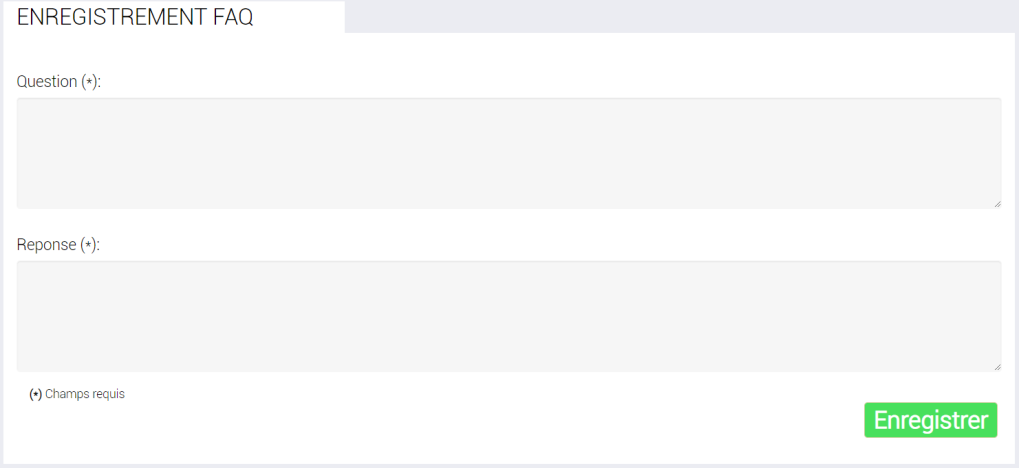 ENREGISTREMENT FAQ
Question (*):
Reponse (*):
(*) Champs requis
Enregistrer